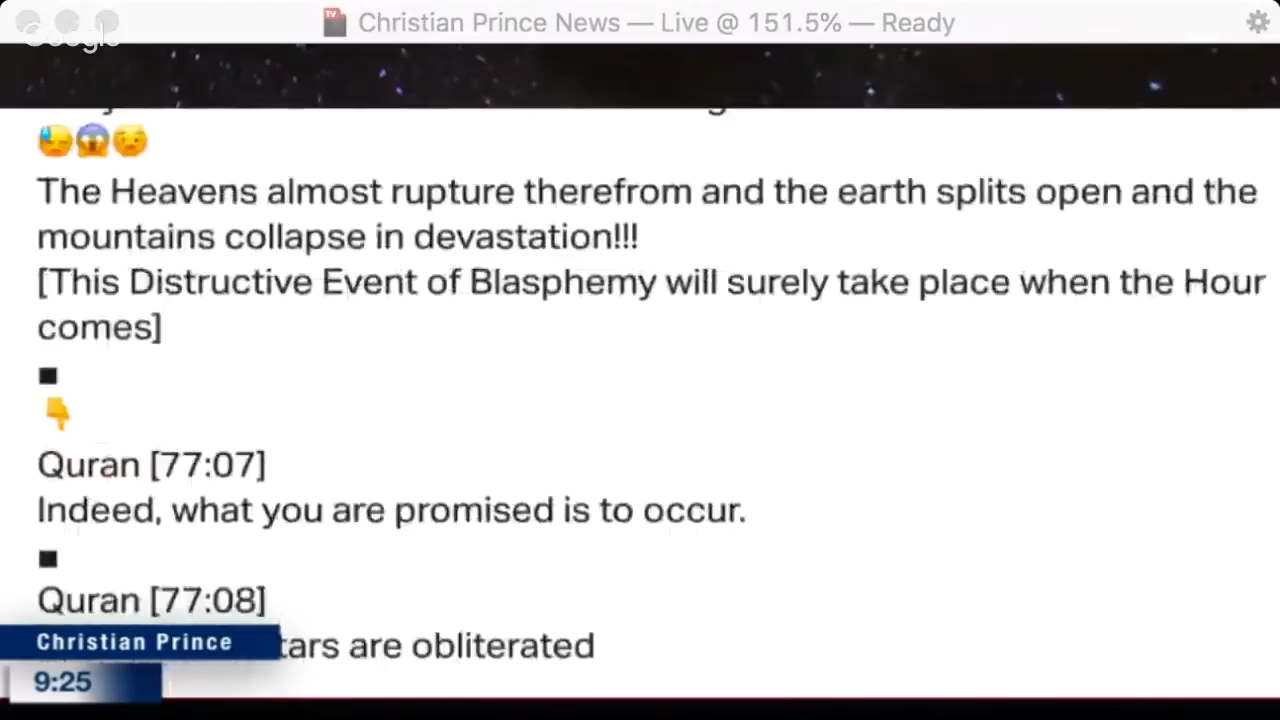 Christian Prince News — Live @ 151.5% — Ready
Google
😓😱😔
The Heavens almost rupture therefrom and the earth splits open and the
mountains collapse in devastation!!!
[This Distructive Event of Blasphemy will surely take place when the Hour
comes]
■
👇
Quran [77:07]
Indeed, what you are promised is to occur.
■
Quran [77:08]
are obliterated
Christian Prince
9:25